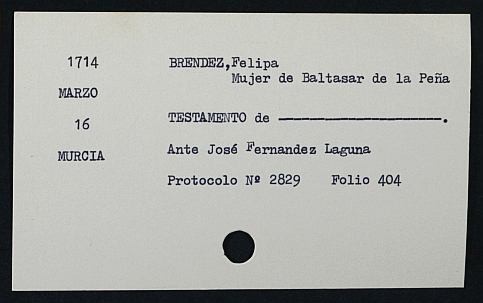 1714
BRENDEZ,Felipa
Mujer de Baltasar de la Peña
MARZO
16
TESTAMENTO de ---------------------.
MURCIA
Ante José Fernandez Laguna
Protocolo Nº 2829 Folio 404